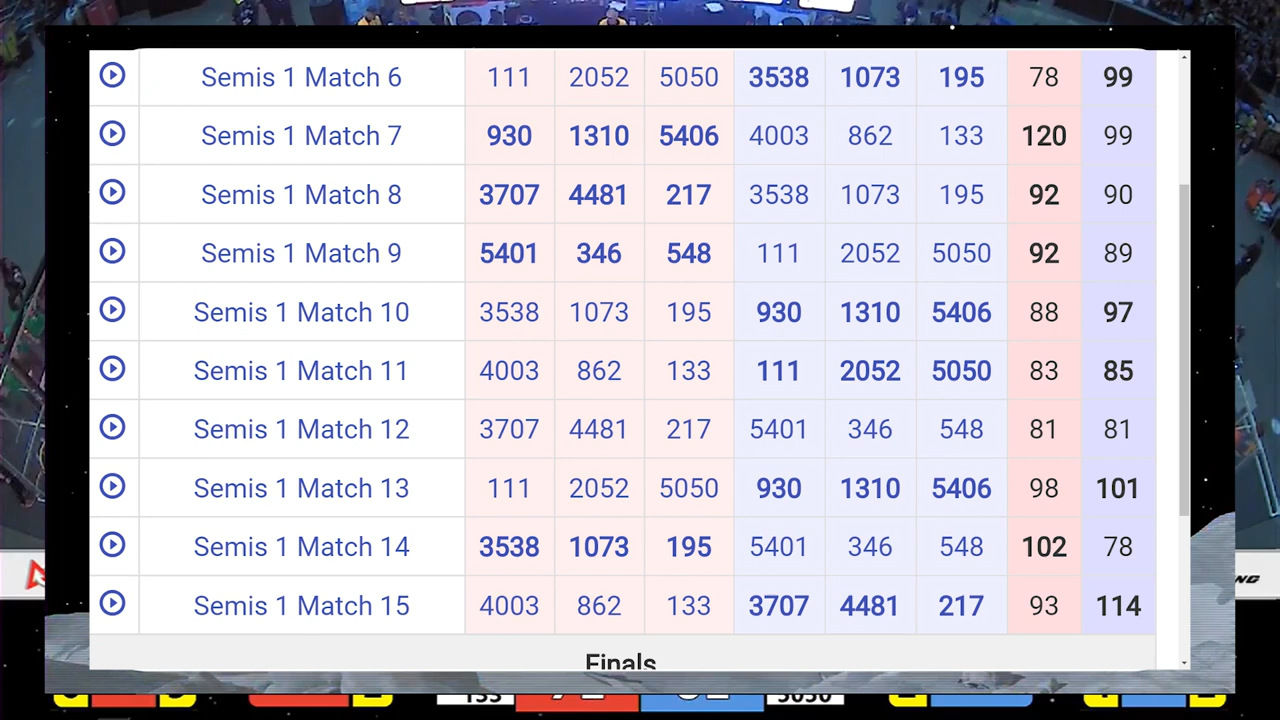 Semis 1 Match 6 111 2052 5050 3538 1073 195 78 99
Semis 1 Match 7 930 1310 5406 4003 862 133 120 99
Semis 1 Match 8 3707 4481 217 3538 1073 195 92 90
Semis 1 Match 9 5401 346 548 111 2052 5050 92 89
Semis 1 Match 10 3538 1073 195 930 1310 5406 88 97
Semis 1 Match 11 4003 862 133 111 2052 5050 83 85
Semis 1 Match 12 3707 4481 217 5401 346 548 81 81
Semis 1 Match 13 111 2052 5050 930 1310 5406 98 101
Semis 1 Match 14 3538 1073 195 5401 346 548 102 78
Semis 1 Match 15 4003 862 133 3707 4481 217 93 114
Finals